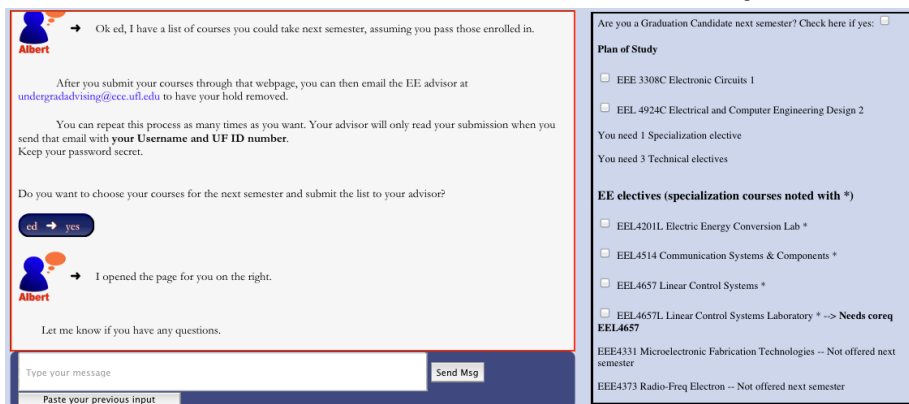 Albert → Ok ed, I have a list of courses you could take next semester, assuming you pass those enrolled in.
After you submit your courses through that webpage, you can then email the EE advisor at
undergradadvising@ece.ufl.edu to have your hold removed.
You can repeat this process as many times as you want. Your advisor will only read your submission when you
send that email with your Username and UF ID number.
Keep your password secret.
Do you want to choose your courses for the next semester and submit the list to your advisor?
ed → yes
Albert → I opened the page for you on the right.
Let me know if you have any questions.
Type your message
Send Msg
Paste your previous input
Are you a Graduation Candidate next semester? Check here if yes:
Plan of Study
EEE 3308C Electronic Circuits 1
EEL 4924C Electrical and Computer Engineering Design 2
You need 1 Specialization elective
You need 3 Technical electives
EE electives (specialization courses noted with *)
EEL4201L Electric Energy Conversion Lab *
EEL4514 Communication Systems & Components *
EEL4657 Linear Control Systems *
EEL4657L Linear Control Systems Laboratory * --> Needs coreq
EEL4657
EEE4331 Microelectronic Fabrication Technologies -- Not offered next
semester
EEE4373 Radio-Freq Electron -- Not offered next semester